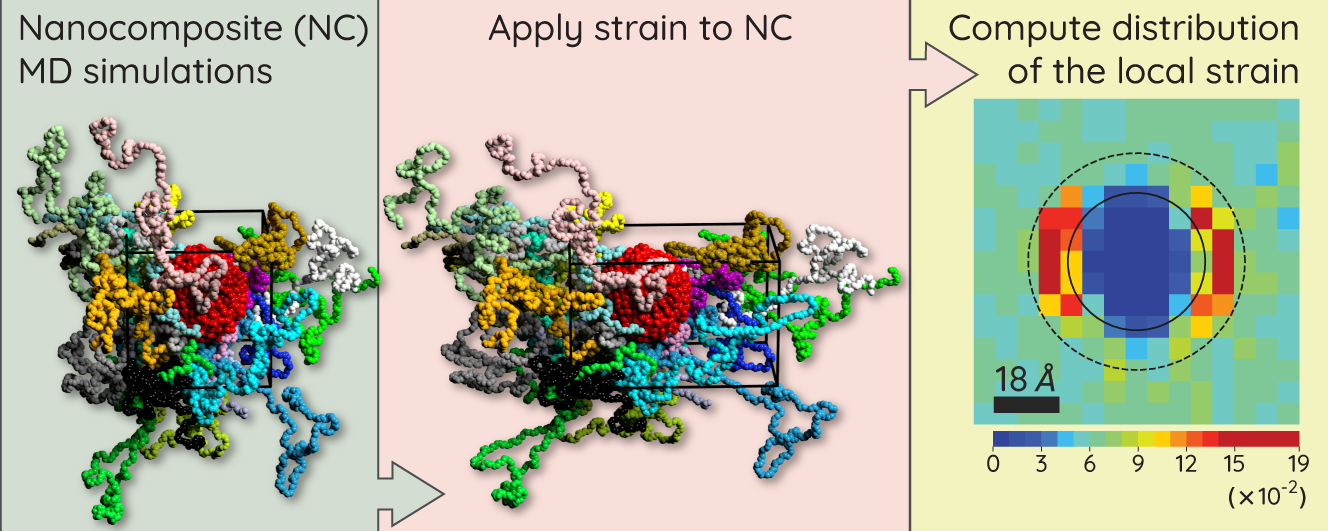 Nanocomposite (NC)
MD simulations
Apply strain to NC
Compute distribution
of the local strain
18 Å
0 3 6 9 12 15 19
(×10⁻²)